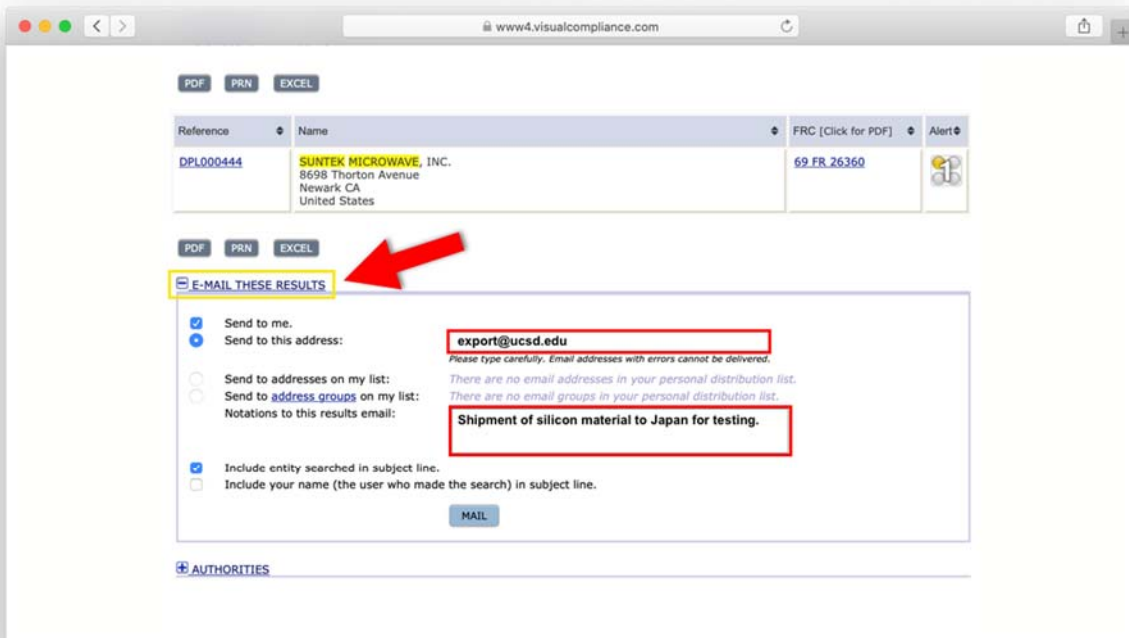 www4.visualcompliance.com
PDF PRN EXCEL
Reference Name FRC [Click for PDF] Alert
DPL000444 SUNTEK MICROWAVE, INC. 69 FR 26360 1
8698 Thorton Avenue
Newark CA
United States
PDF PRN EXCEL
E-MAIL THESE RESULTS
Send to me.
Send to this address: export@ucsd.edu
Please type carefully. Email addresses with errors cannot be delivered.
Send to addresses on my list: There are no email addresses in your personal distribution list.
Send to address groups on my list: There are no email groups in your personal distribution list.
Notations to this results email:
Shipment of silicon material to Japan for testing.
Include entity searched in subject line.
Include your name (the user who made the search) in subject line.
MAIL
AUTHORITIES